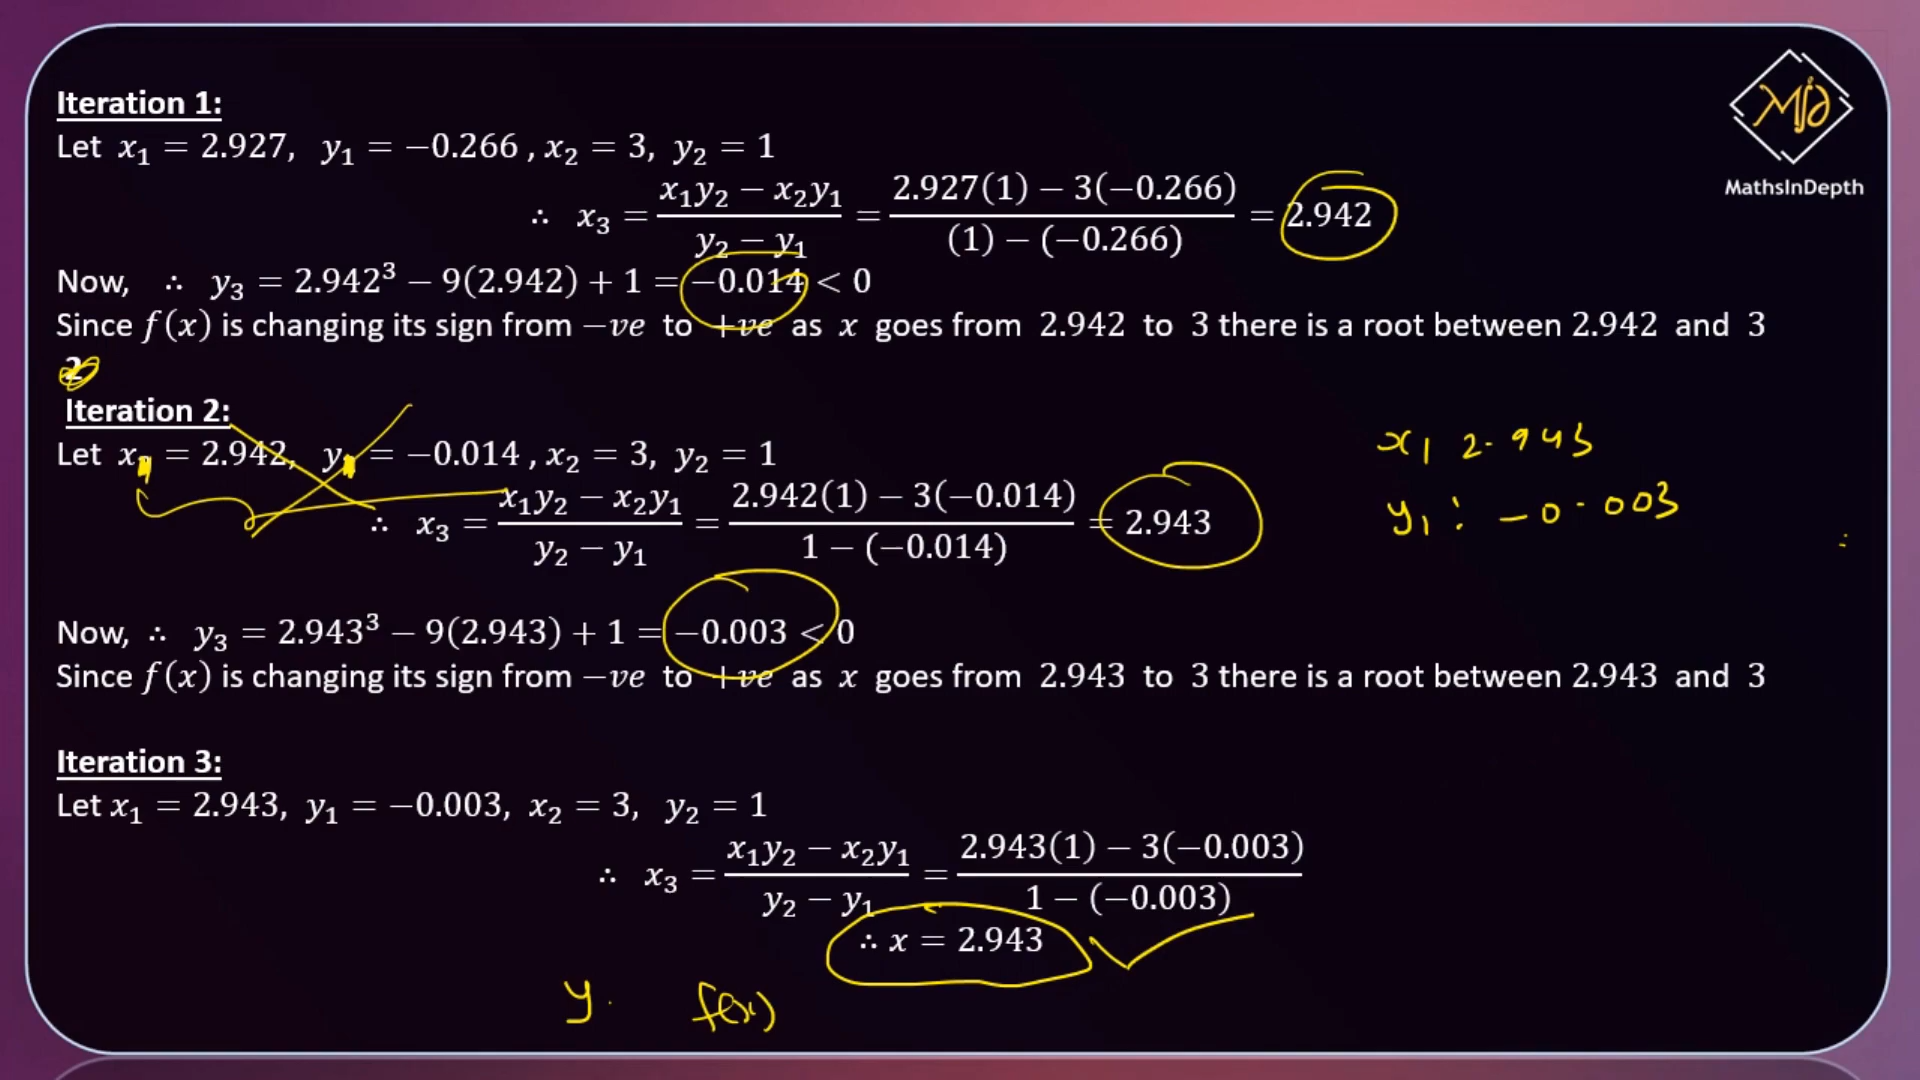 Iteration 1:
Let x₁ = 2.927, y₁ = −0.266 , x₂ = 3, y₂ = 1
∴ x₃ = (x₁y₂ − x₂y₁)/(y₂ − y₁) = (2.927(1) − 3(−0.266))/((1) − (−0.266)) = 2.942
Now, ∴ y₃ = 2.942³ − 9(2.942) + 1 = −0.014 < 0
Since f(x) is changing its sign from −ve to +ve as x goes from 2.942 to 3 there is a root between 2.942 and 3
2
Iteration 2:
Let x₁ = 2.942, y₁ = −0.014 , x₂ = 3, y₂ = 1
∴ x₃ = (x₁y₂ − x₂y₁)/(y₂ − y₁) = (2.942(1) − 3(−0.014))/(1 − (−0.014)) = 2.943
x₁ 2.943
y₁ : −0.003
Now, ∴ y₃ = 2.943³ − 9(2.943) + 1 = −0.003 < 0
Since f(x) is changing its sign from −ve to +ve as x goes from 2.943 to 3 there is a root between 2.943 and 3
Iteration 3:
Let x₁ = 2.943, y₁ = −0.003, x₂ = 3, y₂ = 1
∴ x₃ = (x₁y₂ − x₂y₁)/(y₂ − y₁) = (2.943(1) − 3(−0.003))/(1 − (−0.003))
∴ x = 2.943
y. f(x)
MathsInDepth